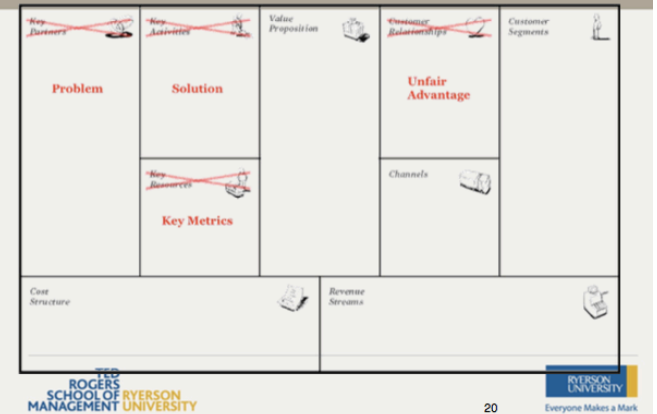 Key
Partners
Problem
Key
Activities
Solution
Key
Resources
Key Metrics
Value
Proposition
Customer
Relationships
Unfair
Advantage
Channels
Customer
Segments
Cost
Structure
Revenue
Streams
TED
ROGERS
SCHOOL OF
MANAGEMENT
RYERSON
UNIVERSITY
20
RYERSON
UNIVERSITY
Everyone Makes a Mark